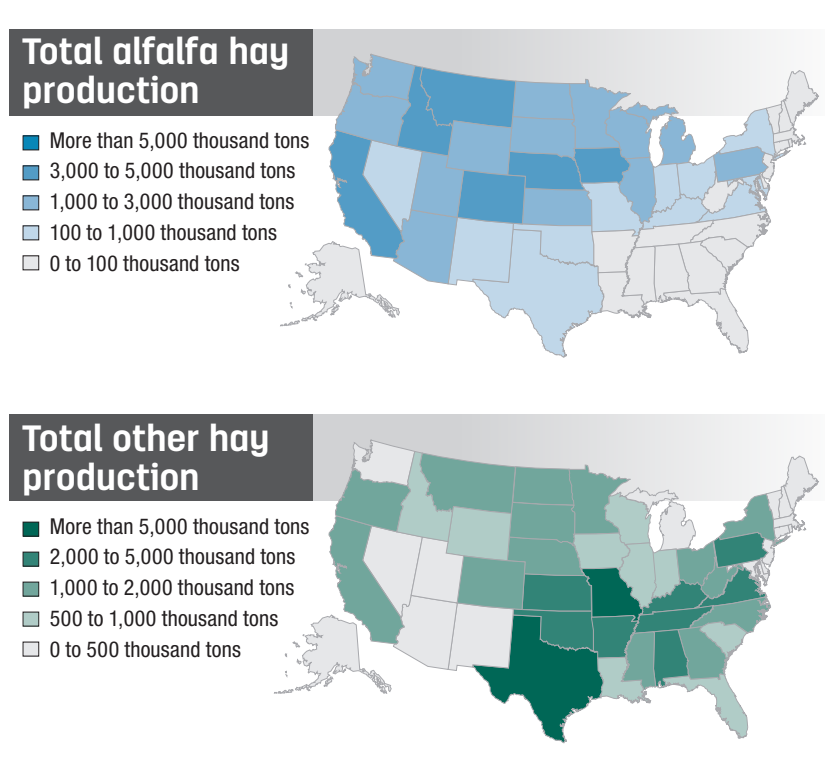 Total alfalfa hay
production
More than 5,000 thousand tons
3,000 to 5,000 thousand tons
1,000 to 3,000 thousand tons
100 to 1,000 thousand tons
0 to 100 thousand tons
Total other hay
production
More than 5,000 thousand tons
2,000 to 5,000 thousand tons
1,000 to 2,000 thousand tons
500 to 1,000 thousand tons
0 to 500 thousand tons